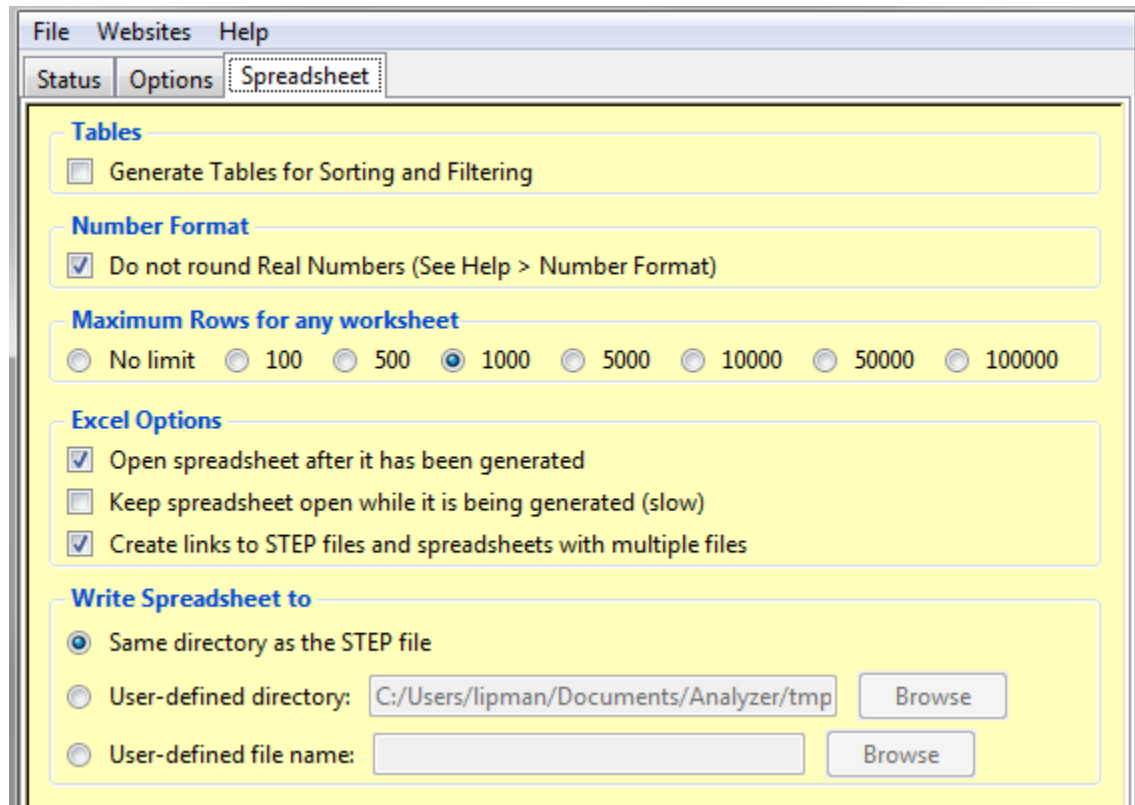 File Websites Help
Status Options Spreadsheet
Tables
Generate Tables for Sorting and Filtering
Number Format
Do not round Real Numbers (See Help > Number Format)
Maximum Rows for any worksheet
No limit 100 500 1000 5000 10000 50000 100000
Excel Options
Open spreadsheet after it has been generated
Keep spreadsheet open while it is being generated (slow)
Create links to STEP files and spreadsheets with multiple files
Write Spreadsheet to
Same directory as the STEP file
User-defined directory: C:/Users/lipman/Documents/Analyzer/tmp Browse
User-defined file name: Browse